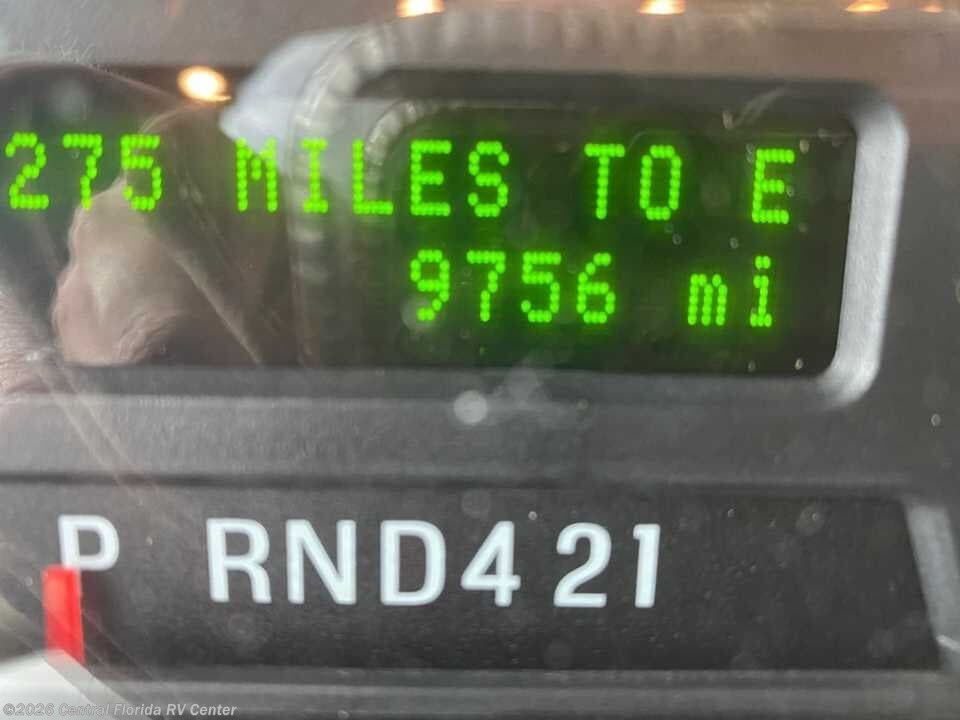 275 MILES TO E
9756 mi
P RND421
©2026 Central Florida RV Center